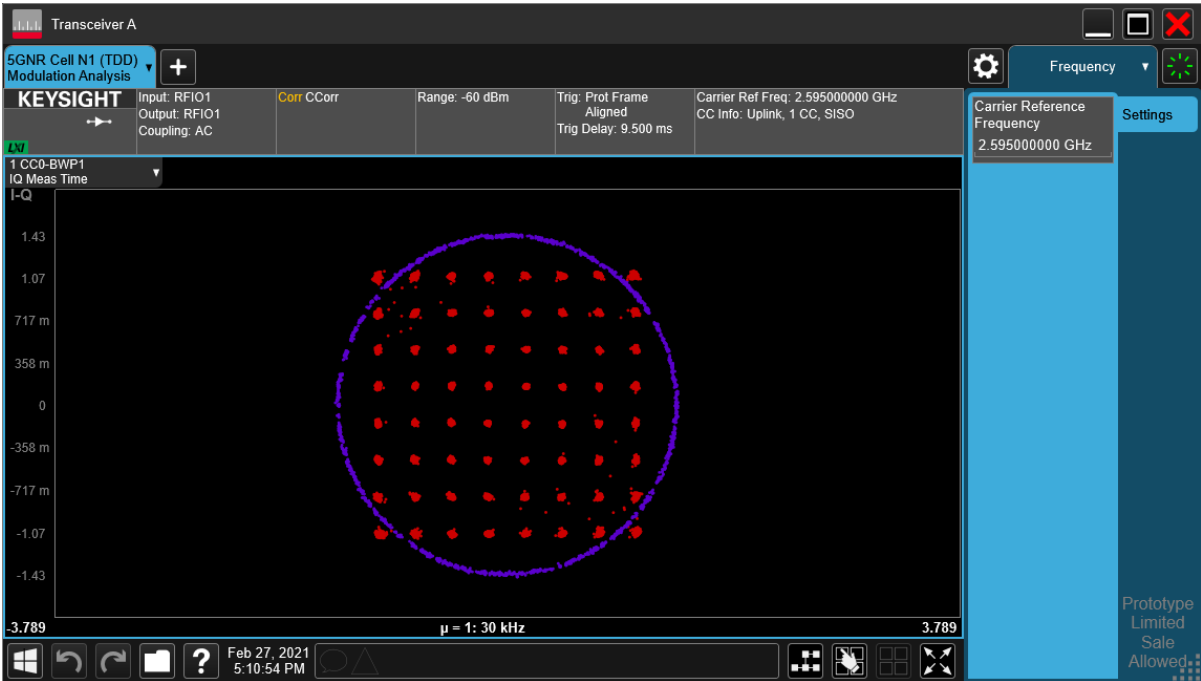 Transceiver A
5GNR Cell N1 (TDD)
Modulation Analysis
+
Frequency
KEYSIGHT
LXI
Input: RFIO1
Output: RFIO1
Coupling: AC
Corr CCorr
Range: -60 dBm
Trig: Prot Frame
Aligned
Trig Delay: 9.500 ms
Carrier Ref Freq: 2.595000000 GHz
CC Info: Uplink, 1 CC, SISO
Carrier Reference
Frequency
2.595000000 GHz
Settings
1 CC0-BWP1
IQ Meas Time
I-Q
1.43
1.07
717 m
358 m
0
-358 m
-717 m
-1.07
-1.43
-3.789
µ = 1: 30 kHz
3.789
Prototype
Limited
Sale
Allowed
?
Feb 27, 2021
5:10:54 PM